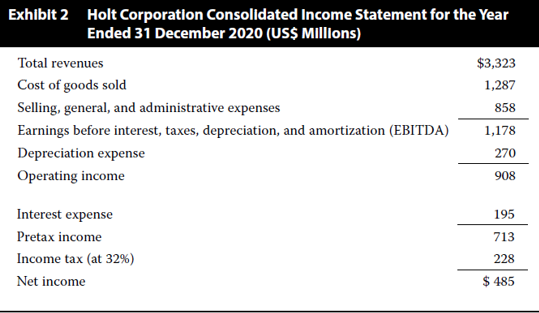 Exhibit 2 Holt Corporation Consolidated Income Statement for the Year
Ended 31 December 2020 (US$ Millions)
Total revenues $3,323
Cost of goods sold 1,287
Selling, general, and administrative expenses 858
Earnings before interest, taxes, depreciation, and amortization (EBITDA) 1,178
Depreciation expense 270
Operating income 908
Interest expense 195
Pretax income 713
Income tax (at 32%) 228
Net income $ 485